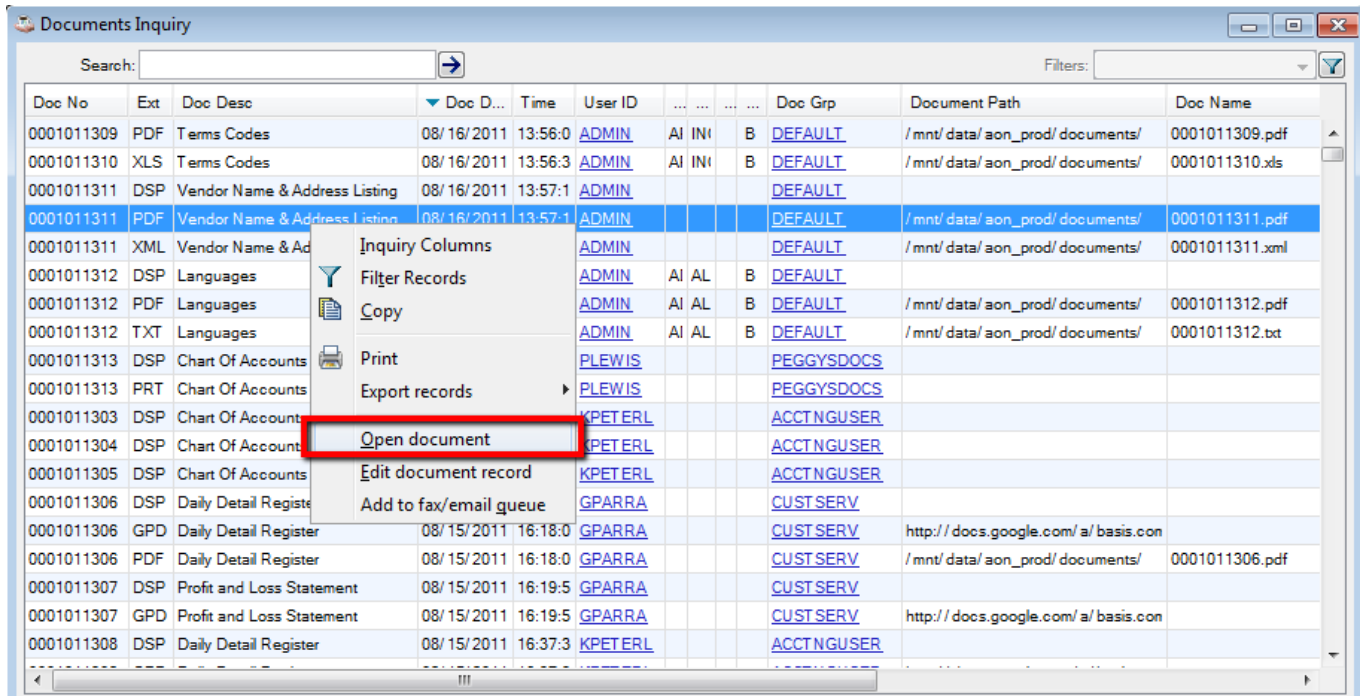 Documents Inquiry
Search: Filters:
Doc No Ext Doc Desc Doc D... Time User ID ... ... ... ... Doc Grp Document Path Doc Name
0001011309 PDF Terms Codes 08/16/2011 13:56:0 ADMIN DEFAULT /mnt/data/aon_prod/documents/ 0001011309.pdf
0001011310 XLS Terms Codes 08/16/2011 13:56:3 ADMIN DEFAULT /mnt/data/aon_prod/documents/ 0001011310.xls
0001011311 DSP Vendor Name & Address Listing 08/16/2011 13:57:1 ADMIN DEFAULT
0001011311 PDF Vendor Name & Address Listing 08/16/2011 13:57:1 ADMIN DEFAULT /mnt/data/aon_prod/documents/ 0001011311.pdf
0001011311 XML Vendor Name & Ad ADMIN DEFAULT /mnt/data/aon_prod/documents/ 0001011311.xml
0001011312 DSP Languages ADMIN AL B DEFAULT
0001011312 PDF Languages ADMIN AL B DEFAULT /mnt/data/aon_prod/documents/ 0001011312.pdf
0001011312 TXT Languages ADMIN AL B DEFAULT /mnt/data/aon_prod/documents/ 0001011312.txt
0001011313 DSP Chart Of Accounts PLEWIS PEGGYSDOCS
0001011313 PRT Chart Of Accounts PLEWIS PEGGYSDOCS
0001011303 DSP Chart Of Account KPETERL ACCTNGUSER
0001011304 DSP Chart Of Account KPETERL ACCTNGUSER
0001011305 DSP Chart Of Accounts KPETERL ACCTNGUSER
0001011306 DSP Daily Detail Registe GPARRA CUSTSERV
0001011306 GPD Daily Detail Register 08/15/2011 16:18:0 GPARRA CUSTSERV http://docs.google.com/a/basis.con
0001011306 PDF Daily Detail Register 08/15/2011 16:18:0 GPARRA CUSTSERV /mnt/data/aon_prod/documents/ 0001011306.pdf
0001011307 DSP Profit and Loss Statement 08/15/2011 16:19:5 GPARRA CUSTSERV
0001011307 GPD Profit and Loss Statement 08/15/2011 16:19:5 GPARRA CUSTSERV http://docs.google.com/a/basis.con
0001011308 DSP Daily Detail Register 08/15/2011 16:37:3 KPETERL ACCTNGUSER
Inquiry Columns
Filter Records
Copy
Print
Export records
Open document
Edit document record
Add to fax/email queue